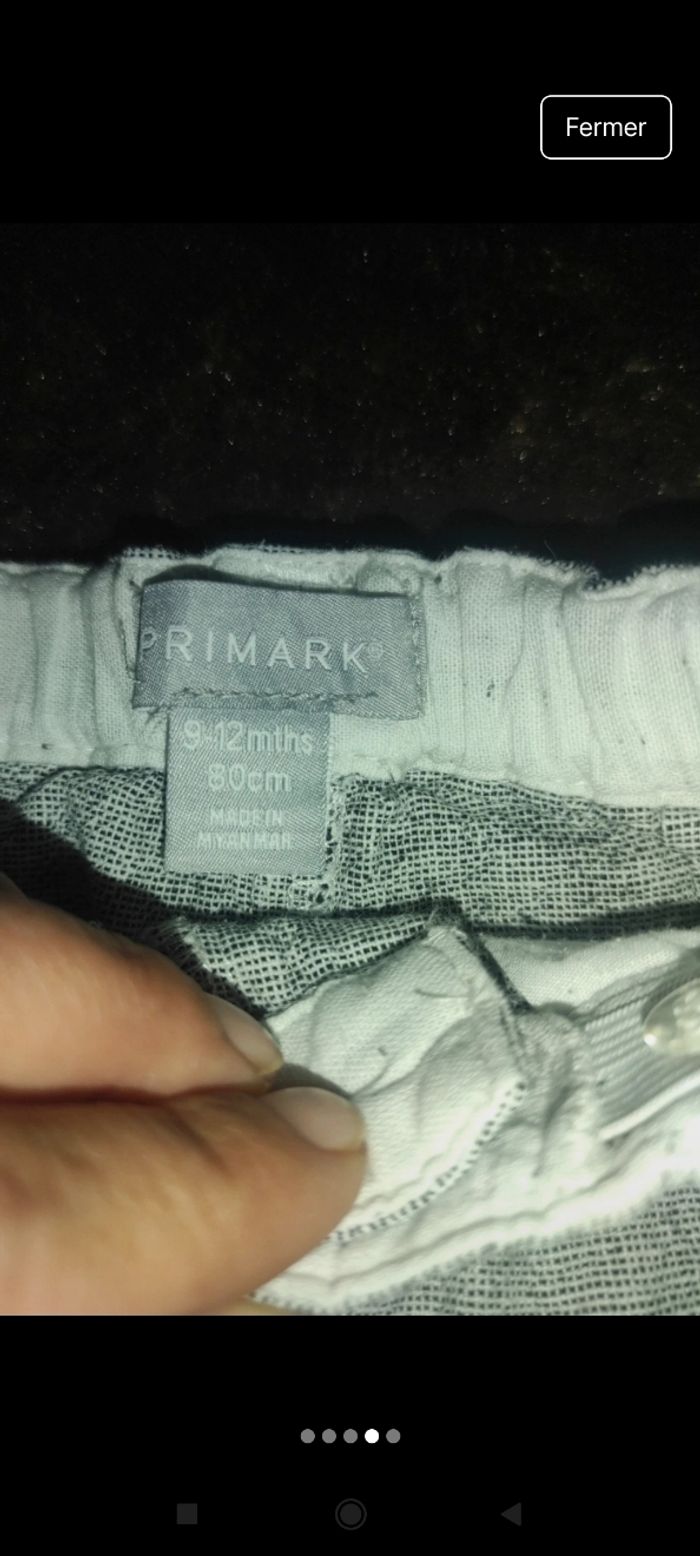 Fermer
PRIMARK®
9-12mths
80cm
MADE IN
MYANMAR